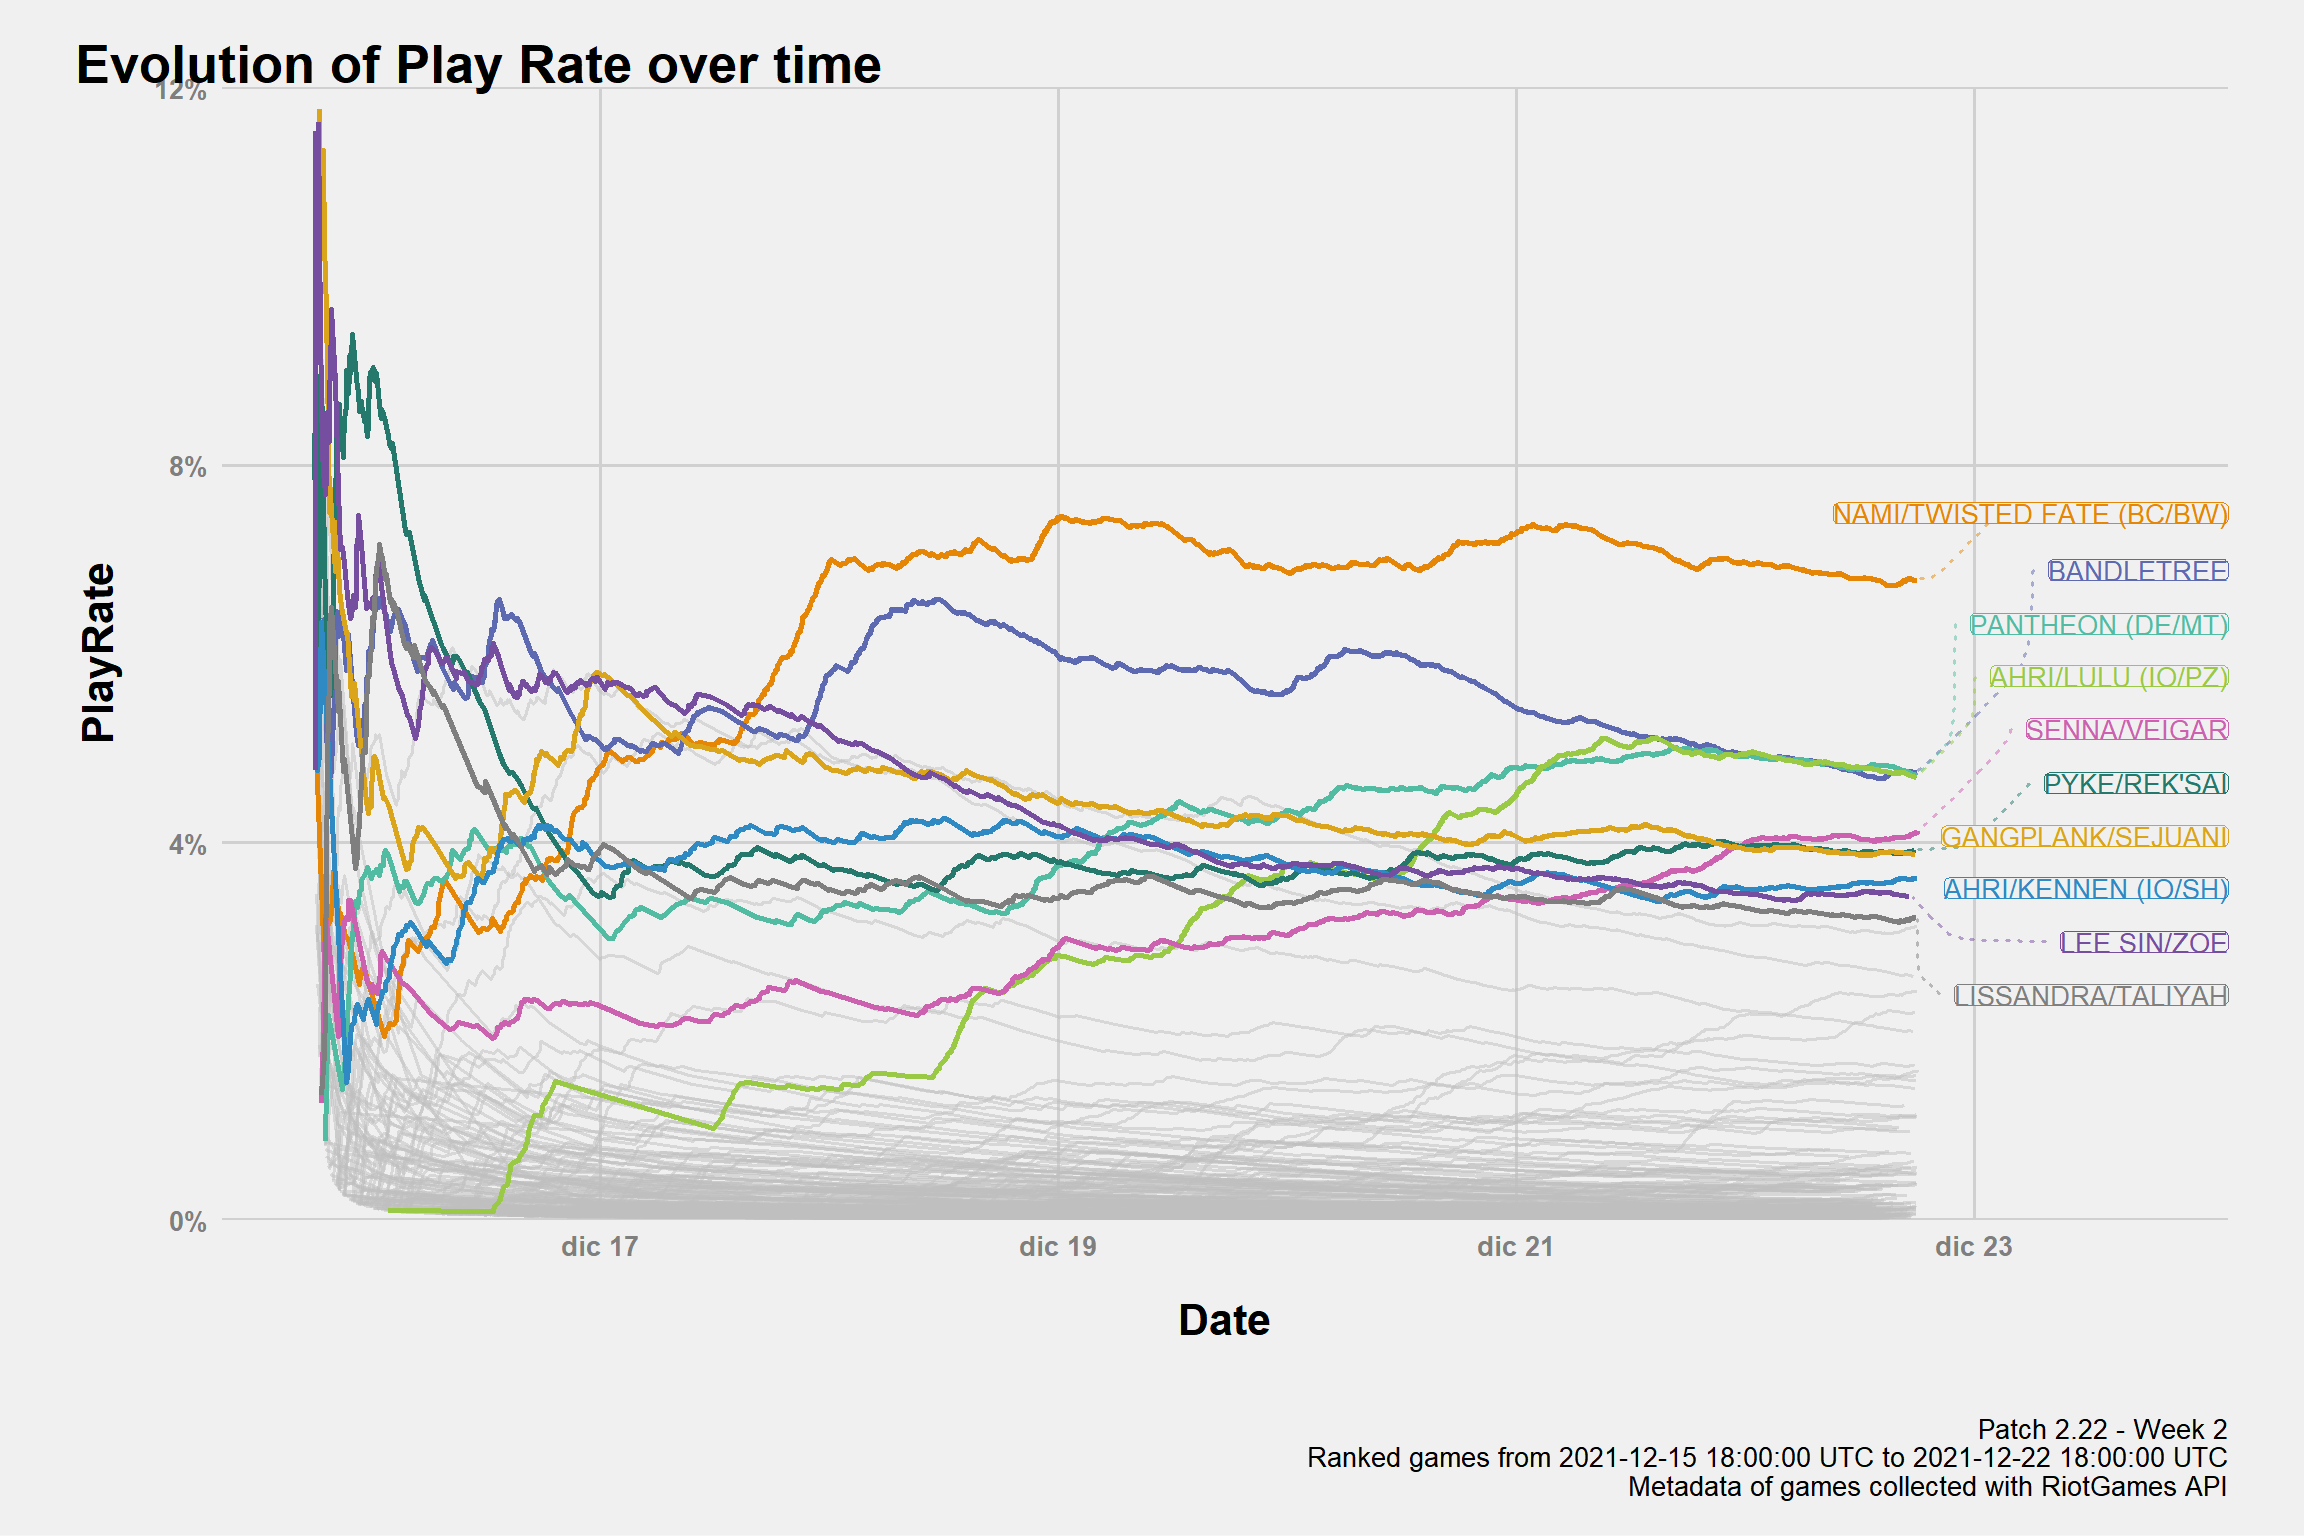 Evolution of Play Rate over time
12%
8%
4%
0%
PlayRate
NAMI/TWISTED FATE (BC/BW)
BANDLETREE
PANTHEON (DE/MT)
AHRI/LULU (IO/PZ)
SENNA/VEIGAR
PYKE/REK'SAI
GANGPLANK/SEJUANI
AHRI/KENNEN (IO/SH)
LEE SIN/ZOE
LISSANDRA/TALIYAH
dic 17
dic 19
dic 21
dic 23
Date
Patch 2.22 - Week 2
Ranked games from 2021-12-15 18:00:00 UTC to 2021-12-22 18:00:00 UTC
Metadata of games collected with RiotGames API